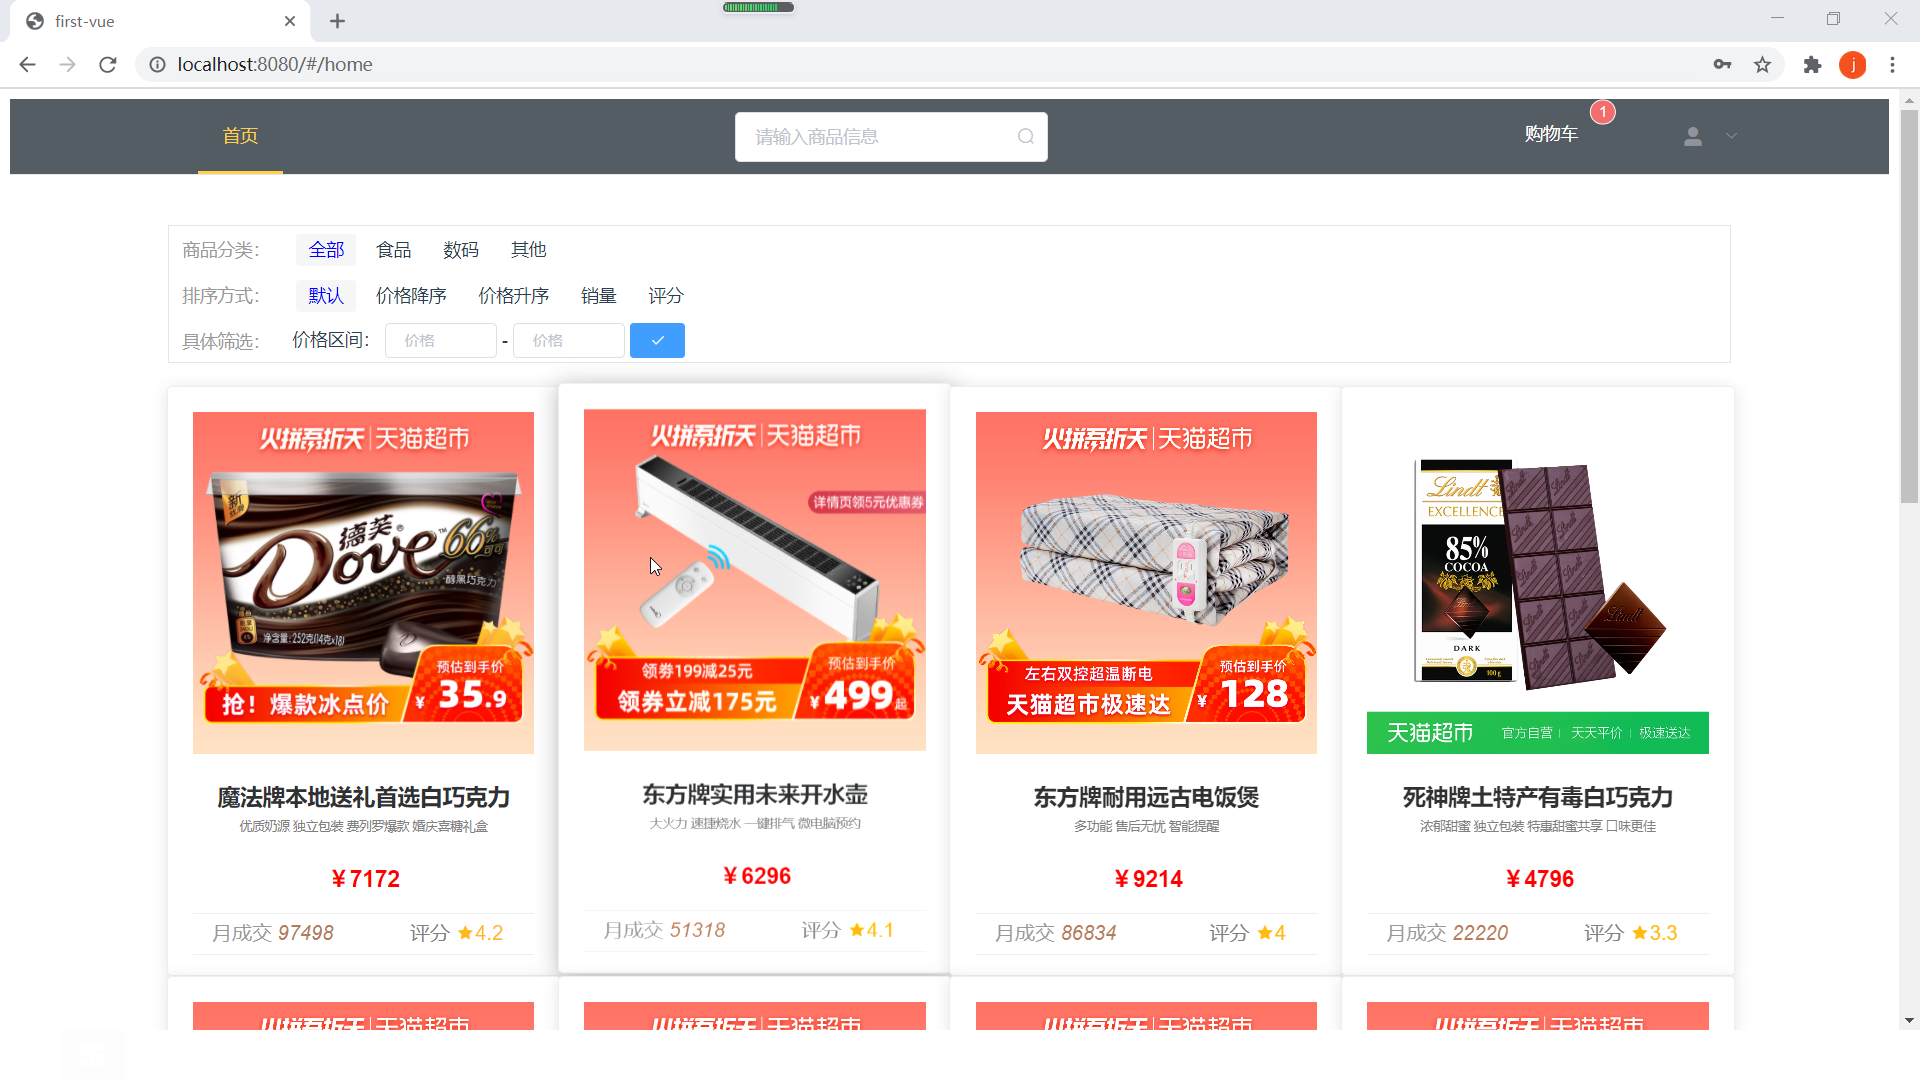 first-vue
localhost:8080/#/home
j
首页
请输入商品信息
购物车
1
商品分类：
全部 食品 数码 其他
排序方式：
默认 价格降序 价格升序 销量 评分
具体筛选：
价格区间： 价格 - 价格
火拼吾折天|天猫超市
新
德芙®
Dove™ 66%
可可
醇黑巧克力
净含量:252克(14克x18)
预估到手价
抢！爆款冰点价
¥35.9
魔法牌本地送礼首选白巧克力
优质奶源 独立包装 费列罗爆款 婚庆喜糖礼盒
¥7172
月成交 97498 评分 4.2
火拼吾折天|天猫超市
详情页领5元优惠券
领券199减25元
预估到手价
领券立减175元
¥499起
东方牌实用未来开水壶
大火力 速捷烧水 一键排气 微电脑预约
¥6296
月成交 51318 评分 4.1
火拼吾折天|天猫超市
左右双控超温断电
预估到手价
天猫超市极速达
¥128
东方牌耐用远古电饭煲
多功能 售后无忧 智能提醒
¥9214
月成交 86834 评分 4
Lindt
EXCELLENCE
85%
COCOA
Lindt
DARK
100g
天猫超市 官方自营 | 天天平价 | 极速送达
死神牌土特产有毒白巧克力
浓郁甜蜜 独立包装 特惠甜蜜共享 口味更佳
¥4796
月成交 22220 评分 3.3
火拼吾折天|天猫超市
火拼吾折天|天猫超市
火拼吾折天|天猫超市
火拼吾折天|天猫超市